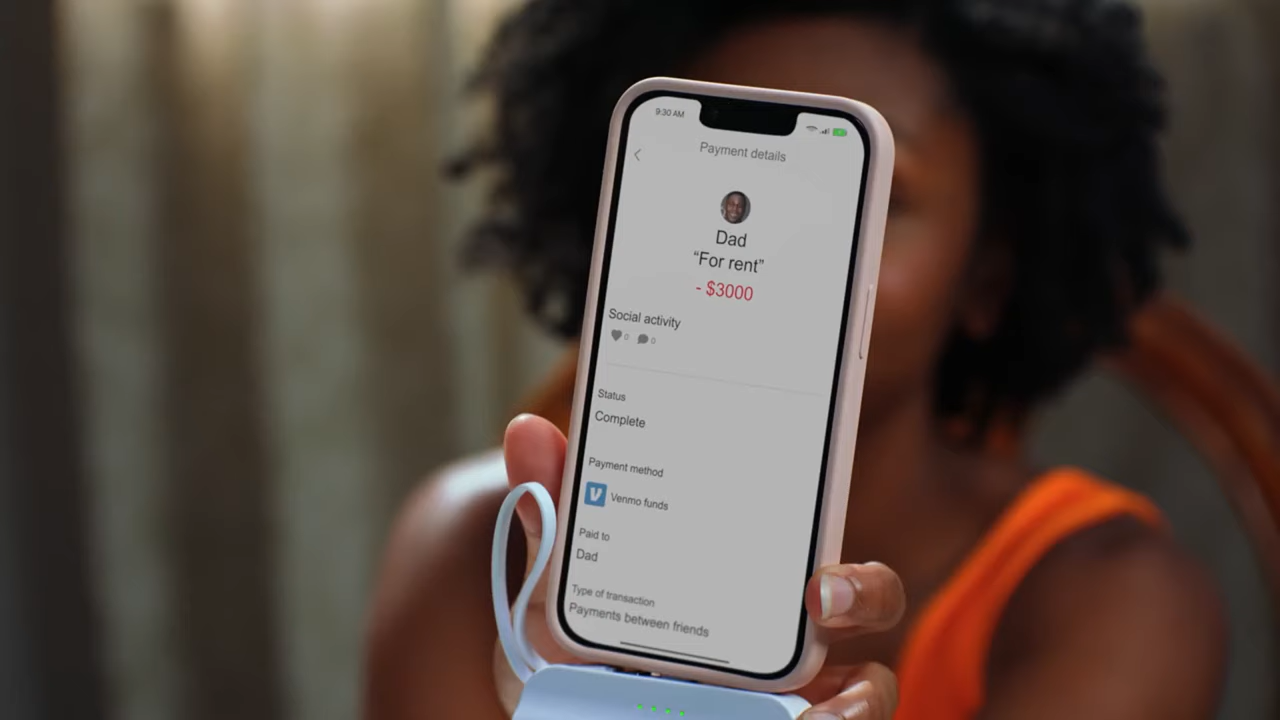 9:30 AM
Payment details
Dad
“For rent”
- $3000
Social activity
0 0
Status
Complete
Payment method
V Venmo funds
Paid to
Dad
Type of transaction
Payments between friends